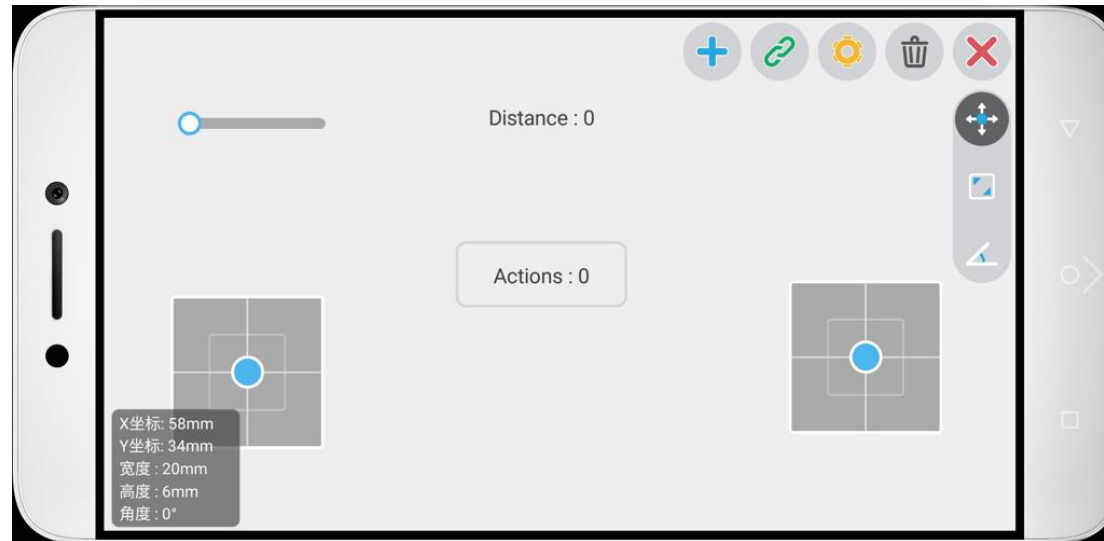 Distance : 0
Actions : 0
X坐标: 58mm
Y坐标: 34mm
宽度 : 20mm
高度 : 6mm
角度 : 0°